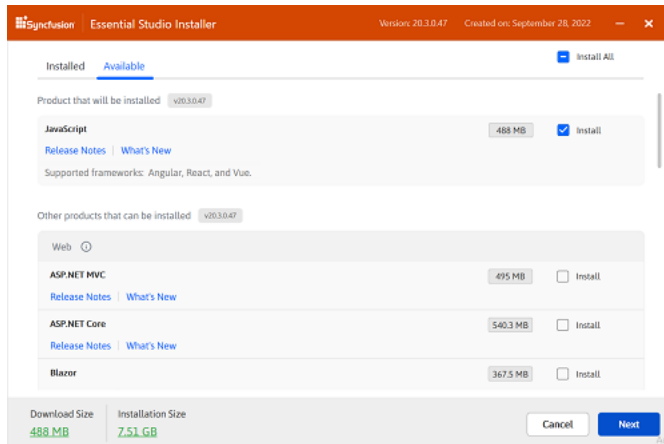 Syncfusion Essential Studio Installer Version: 20.3.0.47 Created on: September 28, 2022
Installed Available Install All
Product that will be installed v20.3.0.47
JavaScript 488 MB Install
Release Notes What's New
Supported frameworks: Angular, React, and Vue.
Other products that can be installed v20.3.0.47
Web
ASP.NET MVC 495 MB Install
Release Notes What's New
ASP.NET Core 540.3 MB Install
Release Notes What's New
Blazor 367.5 MB Install
Download Size Installation Size
488 MB 7.51 GB Cancel Next